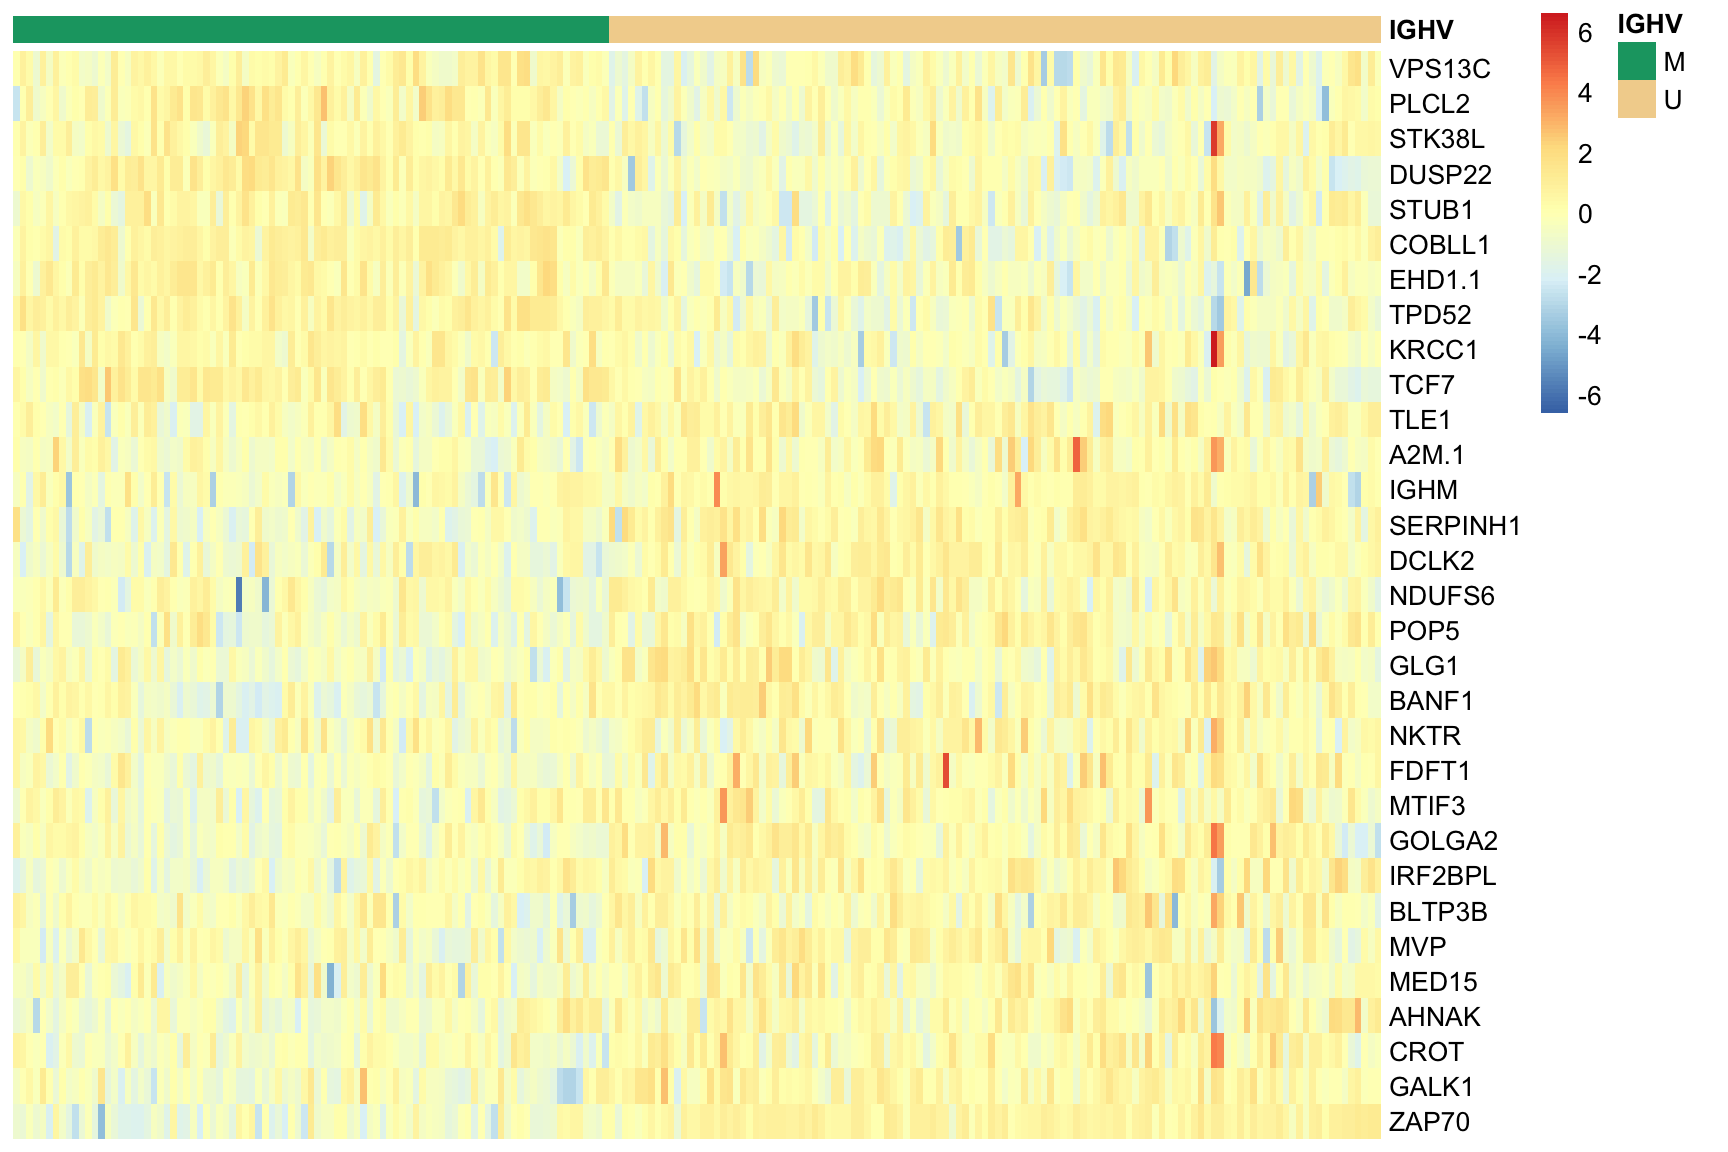 IGHV
VPS13C
PLCL2
STK38L
DUSP22
STUB1
COBLL1
EHD1.1
TPD52
KRCC1
TCF7
TLE1
A2M.1
IGHM
SERPINH1
DCLK2
NDUFS6
POP5
GLG1
BANF1
NKTR
FDFT1
MTIF3
GOLGA2
IRF2BPL
BLTP3B
MVP
MED15
AHNAK
CROT
GALK1
ZAP70
6
4
2
0
-2
-4
-6
IGHV
M
U